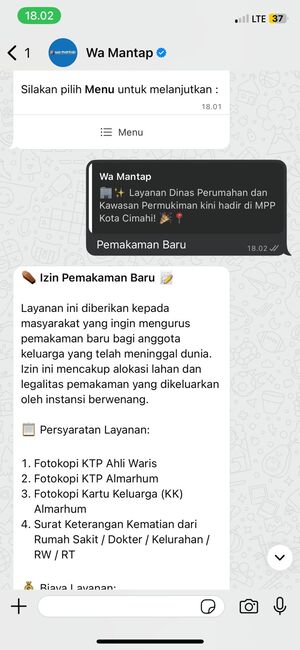 18.02
LTE 37
1
Wa Mantap
Silakan pilih Menu untuk melanjutkan :
18.01
Menu
Wa Mantap
Layanan Dinas Perumahan dan
Kawasan Permukiman kini hadir di MPP
Kota Cimahi!
Pemakaman Baru
18.02
Izin Pemakaman Baru
Layanan ini diberikan kepada
masyarakat yang ingin mengurus
pemakaman baru bagi anggota
keluarga yang telah meninggal dunia.
Izin ini mencakup alokasi lahan dan
legalitas pemakaman yang dikeluarkan
oleh instansi berwenang.
Persyaratan Layanan:
1. Fotokopi KTP Ahli Waris
2. Fotokopi KTP Almarhum
3. Fotokopi Kartu Keluarga (KK)
Almarhum
4. Surat Keterangan Kematian dari
Rumah Sakit / Dokter / Kelurahan /
RW / RT
Biaya Layanan: